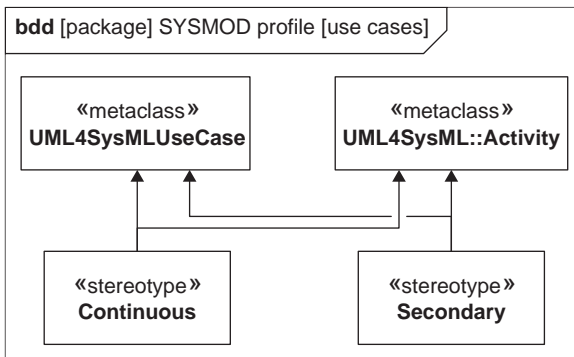 bdd [package] SYSMOD profile [use cases]
«metaclass»
UML4SysMLUseCase
«metaclass»
UML4SysML::Activity
«stereotype»
Continuous
«stereotype»
Secondary